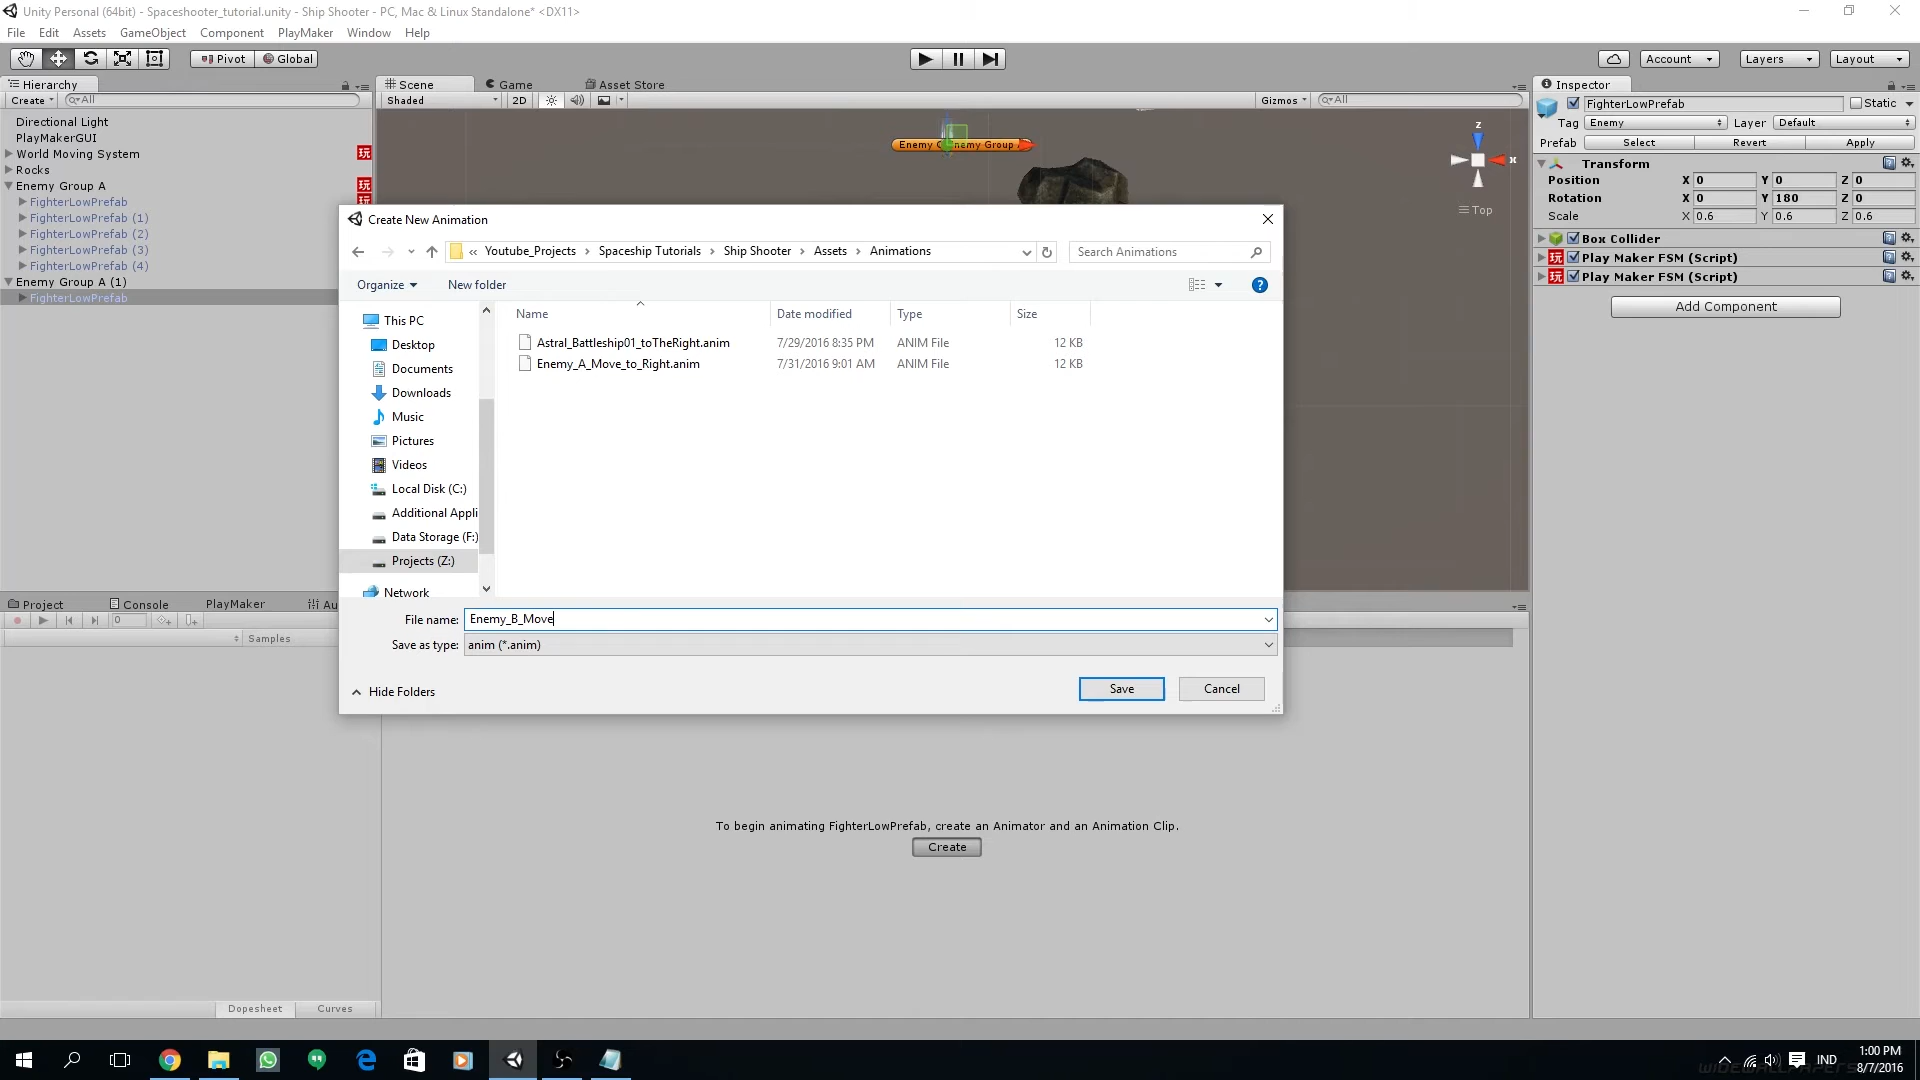 Unity Personal (64bit) - Spaceshooter_tutorial.unity - Ship Shooter - PC, Mac & Linux Standalone* <DX11>
File Edit Assets GameObject Component PlayMaker Window Help
Pivot Global Account Layers Layout
Hierarchy Scene Game Asset Store Inspector
Create All Shaded 2D Gizmos All
FighterLowPrefab Static
Tag Enemy Layer Default
Prefab Select Revert Apply
Transform
Position X 0 Y 0 Z 0
Rotation X 0 Y 180 Z 0
Scale X 0.6 Y 0.6 Z 0.6
Box Collider
Play Maker FSM (Script)
Play Maker FSM (Script)
Add Component
Directional Light
PlayMakerGUI
World Moving System
Rocks
Enemy Group A
FighterLowPrefab
FighterLowPrefab (1)
FighterLowPrefab (2)
FighterLowPrefab (3)
FighterLowPrefab (4)
Enemy Group A (1)
FighterLowPrefab
玩
玩
Enemy Group
z
x
Top
Create New Animation
« Youtube_Projects > Spaceship Tutorials > Ship Shooter > Assets > Animations
Search Animations
Organize New folder
This PC
Desktop
Documents
Downloads
Music
Pictures
Videos
Local Disk (C:)
Additional Appli
Data Storage (F:)
Projects (Z:)
Network
Name Date modified Type Size
Astral_Battleship01_toTheRight.anim 7/29/2016 8:35 PM ANIM File 12 KB
Enemy_A_Move_to_Right.anim 7/31/2016 9:01 AM ANIM File 12 KB
File name: Enemy_B_Move
Save as type: anim (*.anim)
Hide Folders Save Cancel
Project Console PlayMaker Au
0
Samples
To begin animating FighterLowPrefab, create an Animator and an Animation Clip.
Create
Dopesheet Curves
IND
1:00 PM
8/7/2016